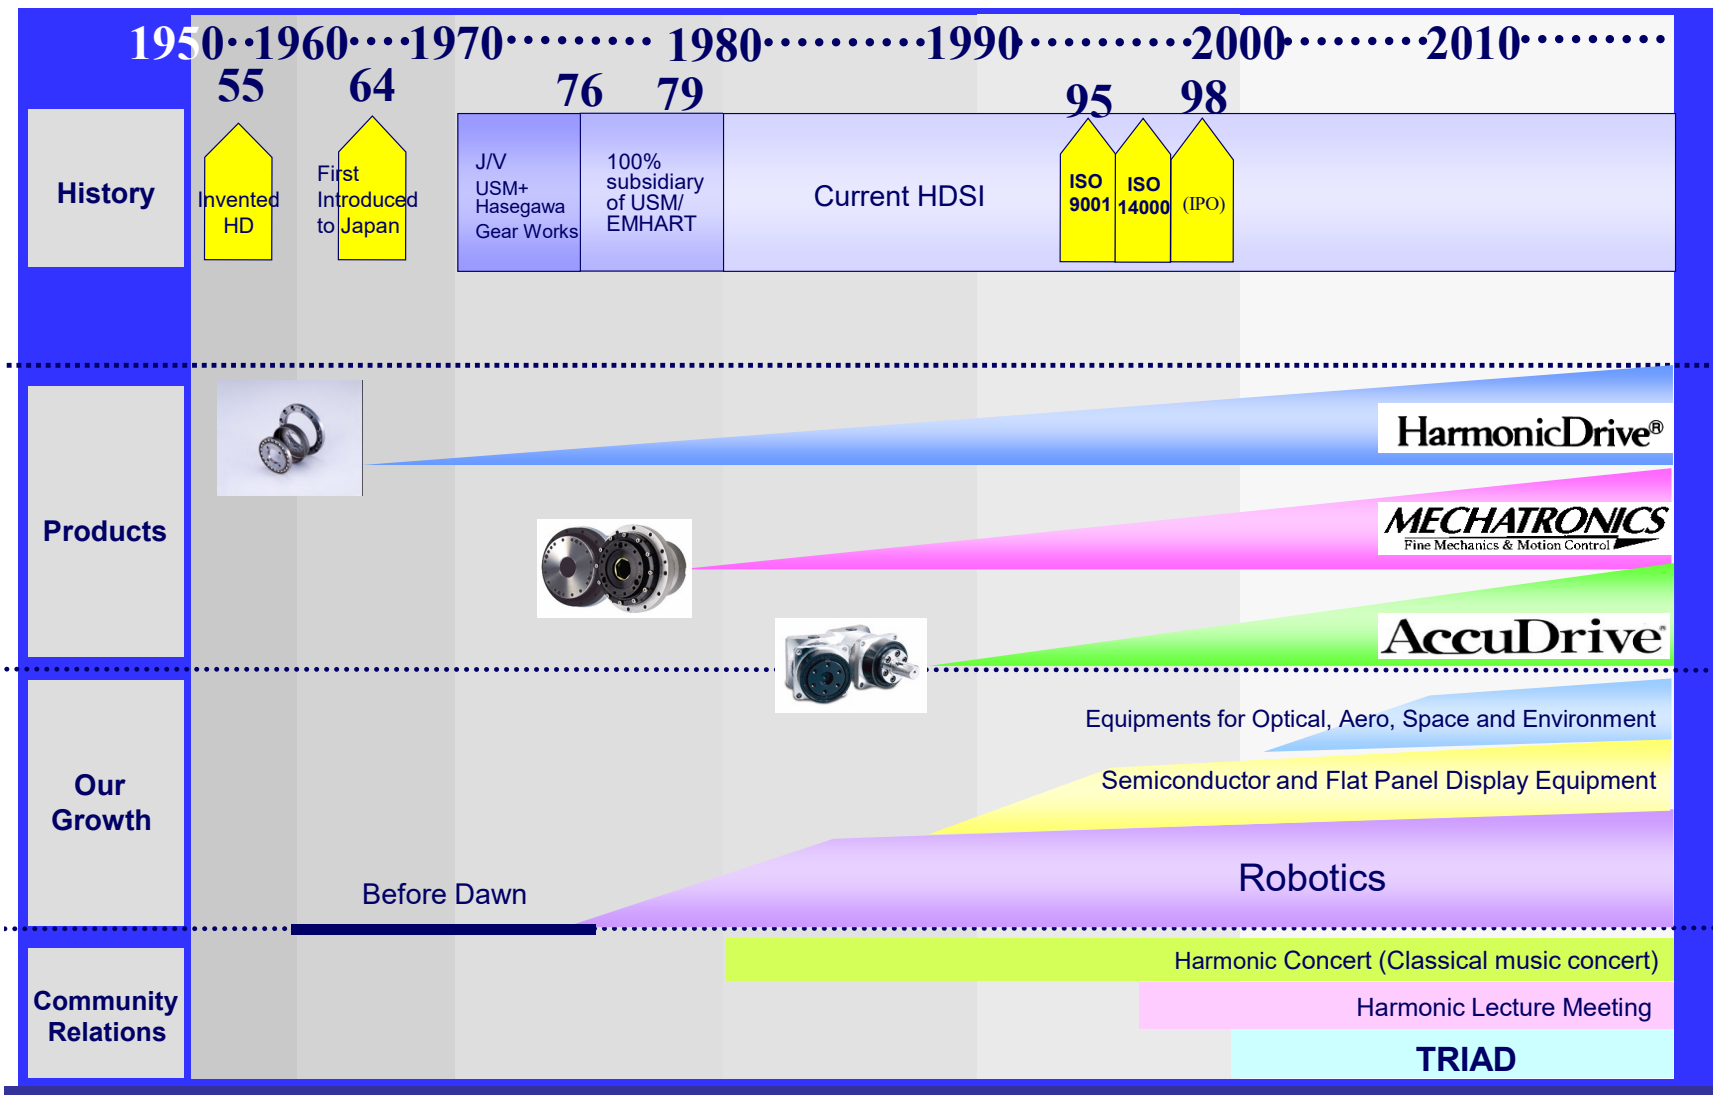 1950··1960····1970·········1980···········1990············2000··········2010··········
55
64
76
79
95
98
History
Invented
HD
First
Introduced
to Japan
J/V
USM+
Hasegawa
Gear Works
100%
subsidiary
of USM/
EMHART
Current HDSI
ISO
9001
ISO
14000
(IPO)
Products
HarmonicDrive®
MECHATRONICS
Fine Mechanics & Motion Control
AccuDrive®
Our
Growth
Equipments for Optical, Aero, Space and Environment
Semiconductor and Flat Panel Display Equipment
Robotics
Before Dawn
Community
Relations
Harmonic Concert (Classical music concert)
Harmonic Lecture Meeting
TRIAD